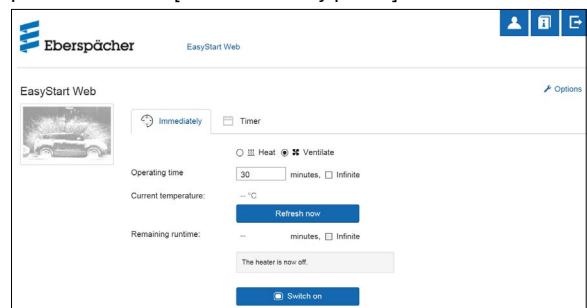 Eberspächer
EasyStart Web
EasyStart Web
Options
Immediately
Timer
Heat Ventilate
Operating time 30 minutes, Infinite
Current temperature: -- °C
Refresh now
Remaining runtime: -- minutes, Infinite
The heater is now off.
Switch on